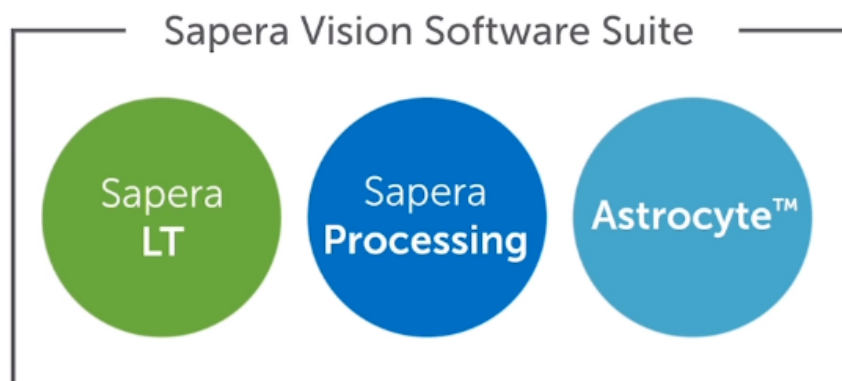 Sapera Vision Software Suite
Sapera
LT
Sapera
Processing
Astrocyte™